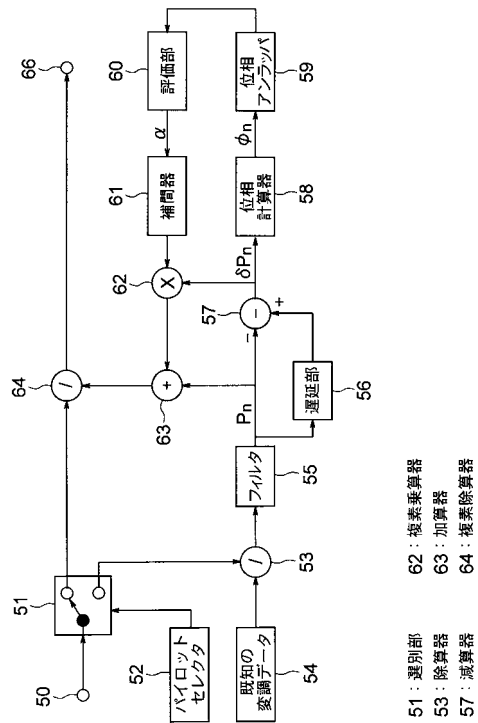 66
60
評価部
α
61
補間器
62
X
64
/
63
+
59
位相
アンラッパ
φn
58
位相
計算器
δPn
57
−
+
−
56
遅延部
Pn
55
フィルタ
53
/
51
50
52
パイロット
セレクタ
54
既知の
変調データ
51:選別部
53:除算器
57:減算器
62:複素乗算器
63:加算器
64:複素除算器